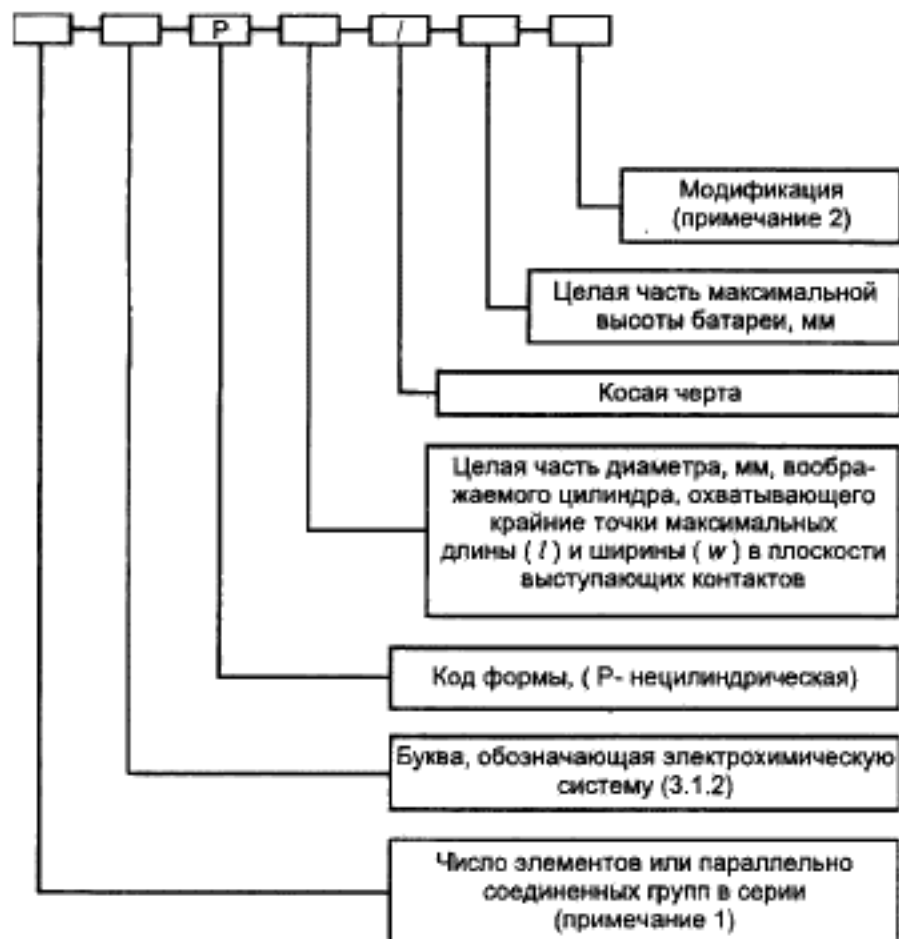 P /
Модификация
(примечание 2)
Целая часть максимальной
высоты батареи, мм
Косая черта
Целая часть диаметра, мм, вообра-
жаемого цилиндра, охватывающего
крайние точки максимальных
длины ( l ) и ширины ( w ) в плоскости
выступающих контактов
Код формы, ( P- нецилиндрическая)
Буква, обозначающая электрохимическую
систему (3.1.2)
Число элементов или параллельно
соединенных групп в серии
(примечание 1)